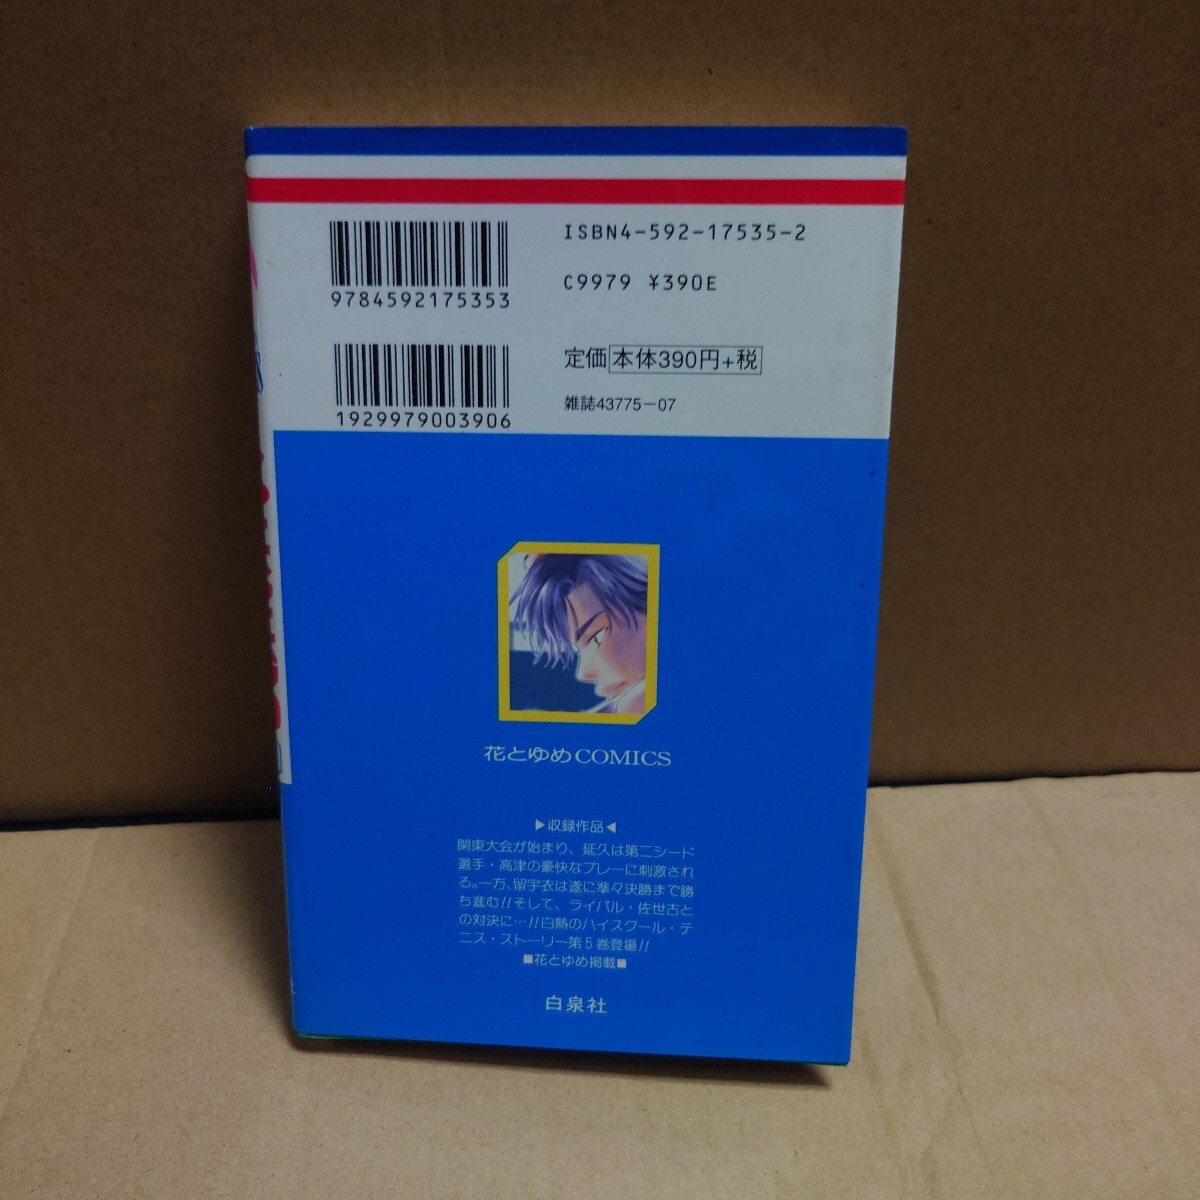 ISBN4-592-17535-2
9784592175353
C9979 ¥390E
定価 本体390円+税
1929979003906
雑誌43775-07
花とゆめCOMICS
▶収録作品◀
関東大会が始まり、延久は第二シード
選手・高津の豪快なプレーに刺激され
る。一方、留宇衣は遂に準々決勝まで勝
ち進む!!そして、ライバル・佐世古と
の対決に…!!白熱のハイスクール・テ
ニス・ストーリー第5巻登場!!
■花とゆめ掲載■
白泉社